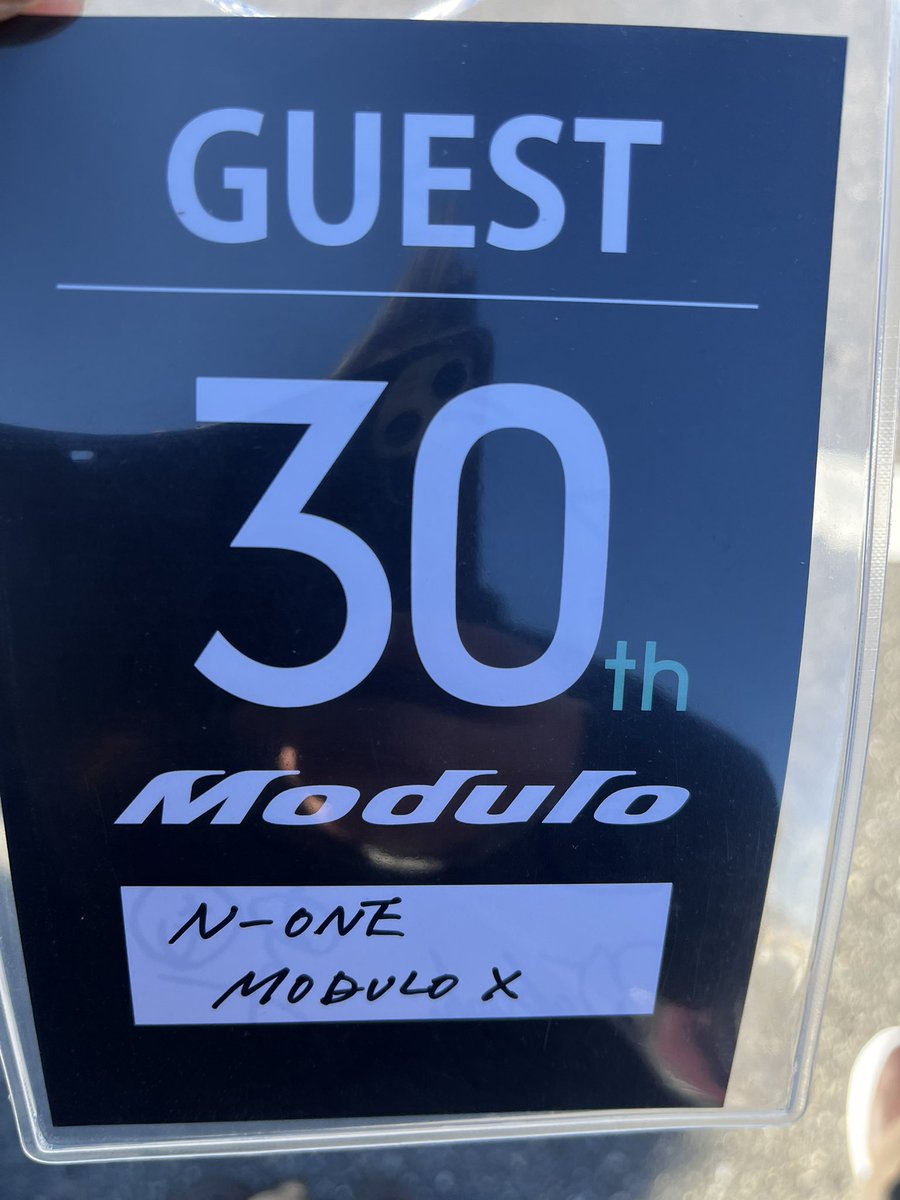 GUEST
30th
Modulo
N-ONE
MODULO X